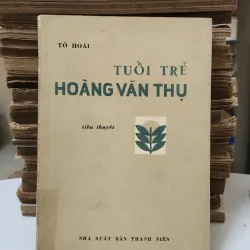 TÔ HOÀI
TUỔI TRẺ
HOÀNG VĂN THỤ
tiểu thuyết
NHÀ XUẤT BẢN THANH NIÊN